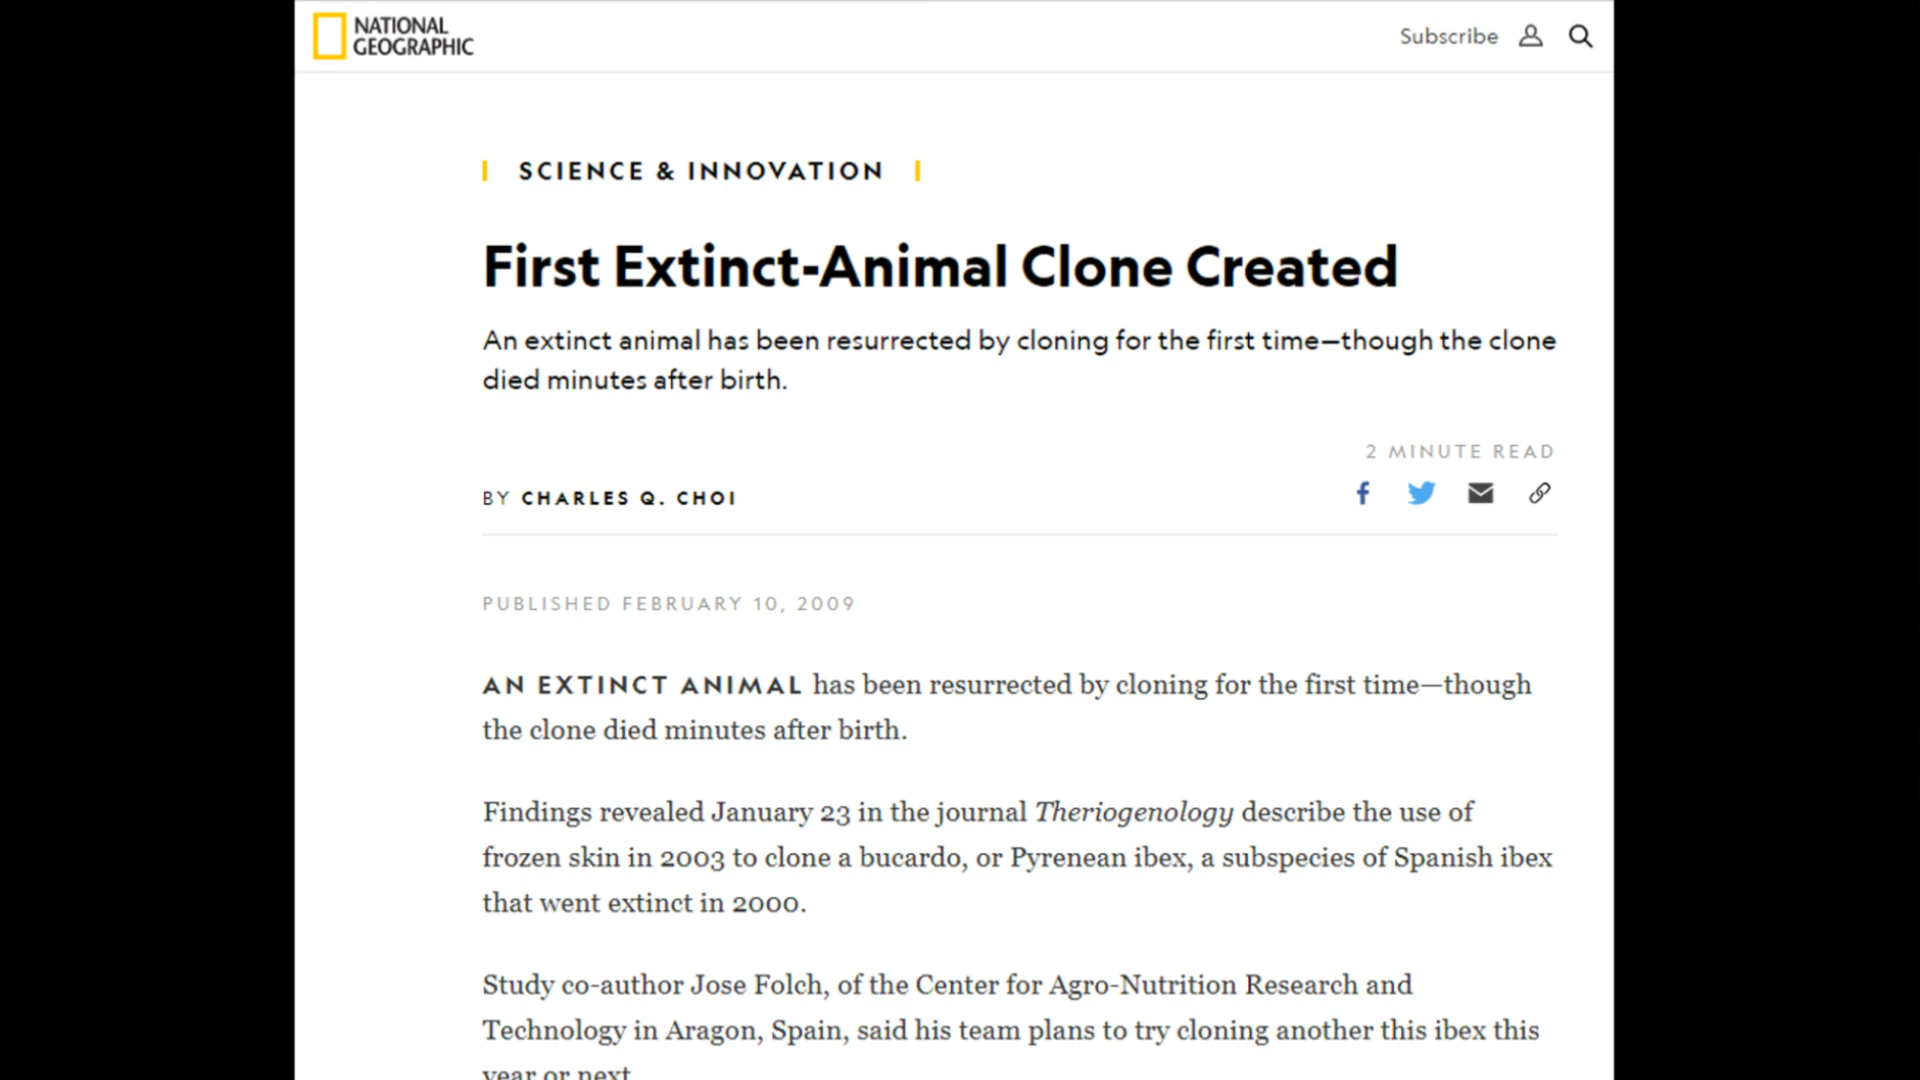 NATIONAL
GEOGRAPHIC
Subscribe
SCIENCE & INNOVATION
First Extinct-Animal Clone Created
An extinct animal has been resurrected by cloning for the first time—though the clone
died minutes after birth.
2 MINUTE READ
BY CHARLES Q. CHOI
PUBLISHED FEBRUARY 10, 2009
AN EXTINCT ANIMAL has been resurrected by cloning for the first time—though
the clone died minutes after birth.
Findings revealed January 23 in the journal Theriogenology describe the use of
frozen skin in 2003 to clone a bucardo, or Pyrenean ibex, a subspecies of Spanish ibex
that went extinct in 2000.
Study co-author Jose Folch, of the Center for Agro-Nutrition Research and
Technology in Aragon, Spain, said his team plans to try cloning another this ibex this
year or next.